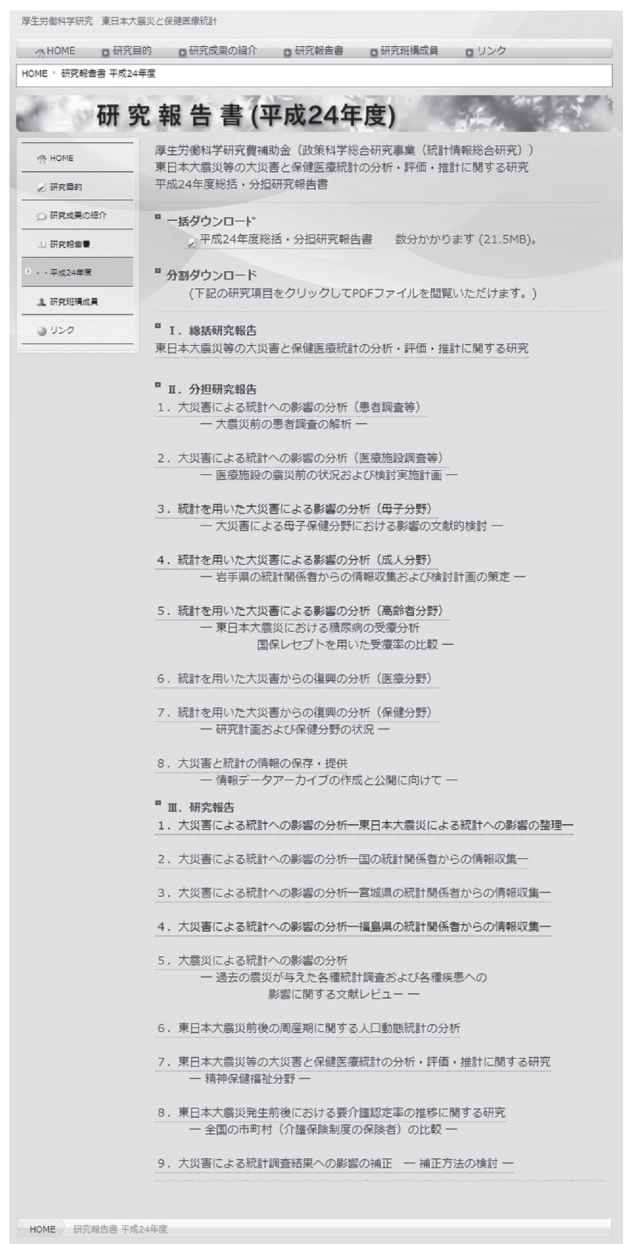 厚生労働科学研究　東日本大震災と保健医療統計
HOME 研究目的 研究成果の紹介 研究報告書 研究班構成員 リンク
HOME › 研究報告書 平成24年度
研究報告書(平成24年度)
HOME
研究目的
研究成果の紹介
研究報告書
・・平成24年度
研究班構成員
リンク
厚生労働科学研究費補助金（政策科学総合研究事業（統計情報総合研究））
東日本大震災等の大災害と保健医療統計の分析・評価・推計に関する研究
平成24年度総括・分担研究報告書
一括ダウンロード
平成24年度総括・分担研究報告書　数分かかります (21.5MB)。
分割ダウンロード
(下記の研究項目をクリックしてPDFファイルを閲覧いただけます。)
Ⅰ．総括研究報告
東日本大震災等の大災害と保健医療統計の分析・評価・推計に関する研究
Ⅱ．分担研究報告
1．大災害による統計への影響の分析（患者調査等）
― 大震災前の患者調査の解析 ―
2．大災害による統計への影響の分析（医療施設調査等）
― 医療施設の震災前の状況および検討実施計画 ―
3．統計を用いた大災害による影響の分析（母子分野）
― 大災害による母子保健分野における影響の文献的検討 ―
4．統計を用いた大災害による影響の分析（成人分野）
― 岩手県の統計関係者からの情報収集および検討計画の策定 ―
5．統計を用いた大災害による影響の分析（高齢者分野）
― 東日本大震災における糖尿病の受療分析
国保レセプトを用いた受療率の比較 ―
6．統計を用いた大災害からの復興の分析（医療分野）
7．統計を用いた大災害からの復興の分析（保健分野）
― 研究計画および保健分野の状況 ―
8．大災害と統計の情報の保存・提供
― 情報データアーカイブの作成と公開に向けて ―
Ⅲ．研究報告
1．大災害による統計への影響の分析―東日本大震災による統計への影響の整理―
2．大災害による統計への影響の分析―国の統計関係者からの情報収集―
3．大災害による統計への影響の分析―宮城県の統計関係者からの情報収集―
4．大災害による統計への影響の分析―福島県の統計関係者からの情報収集―
5．大震災による統計への影響の分析
― 過去の震災が与えた各種統計調査および各種疾患への
影響に関する文献レビュー ―
6．東日本大震災前後の周産期に関する人口動態統計の分析
7．東日本大震災等の大災害と保健医療統計の分析・評価・推計に関する研究
― 精神保健福祉分野 ―
8．東日本大震災発生前後における要介護認定率の推移に関する研究
― 全国の市町村（介護保険制度の保険者）の比較 ―
9．大災害による統計調査結果への影響の補正　― 補正方法の検討 ―
HOME 研究報告書 平成24年度